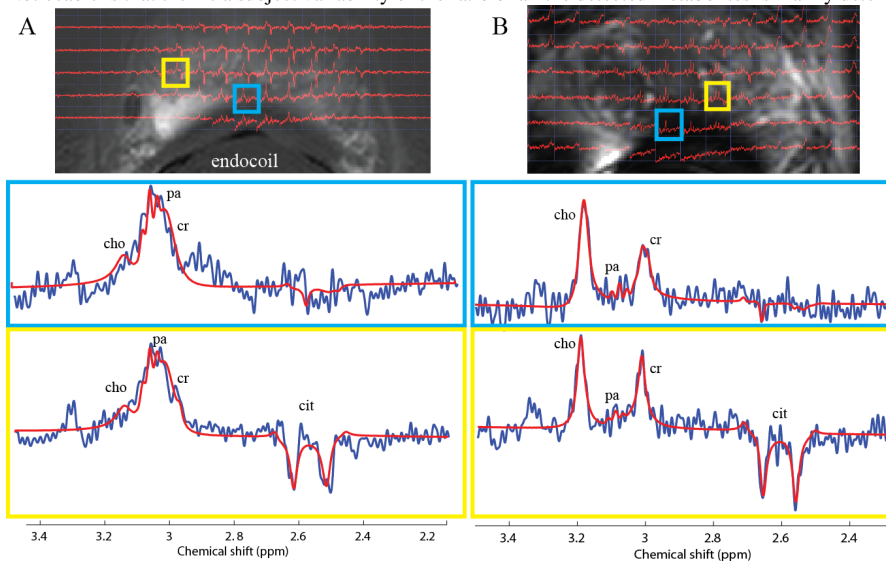 A
B
endocoil
cho
pa
cr
cho
pa
cr
cho
pa
cr
cit
cho
pa
cr
cit
3.4 3.2 3 2.8 2.6 2.4 2.2
Chemical shift (ppm)
3.4 3.2 3 2.8 2.6 2.4
Chemical shift (ppm)